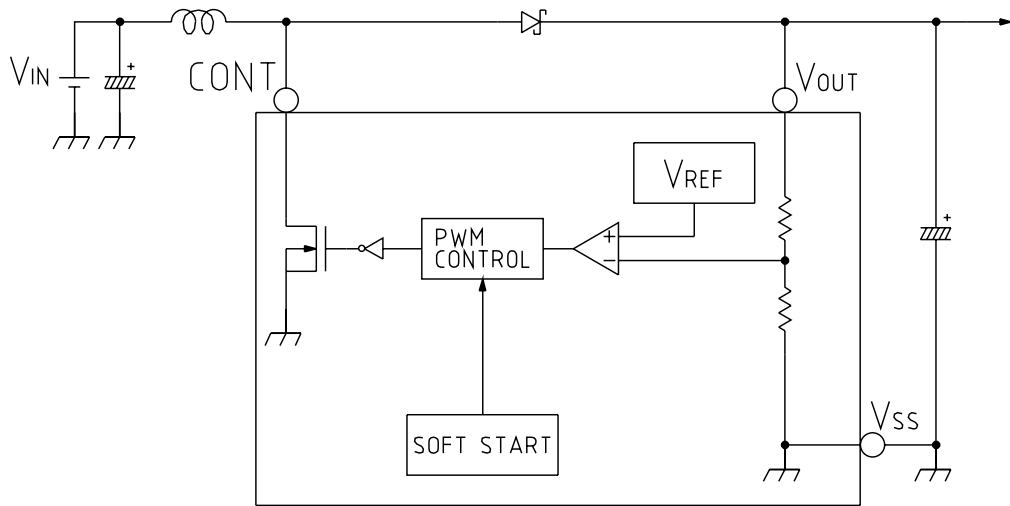 VIN
+
CONT
VOUT
VREF
+
PWM
CONTROL
+
−
SOFT START
VSS